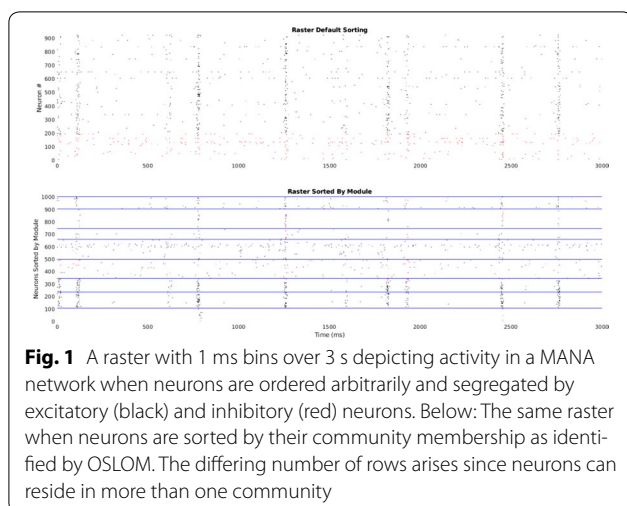 Raster Default Sorting
900
800
700
600
500
400
300
200
100
0
Neuron #
0 500 1000 1500 2000 2500 3000
Raster Sorted By Module
1000
900
800
700
600
500
400
300
200
100
0
Neurons Sorted by Module
0 500 1000 1500 2000 2500 3000
Time (ms)
Fig. 1 A raster with 1 ms bins over 3 s depicting activity in a MANA
network when neurons are ordered arbitrarily and segregated by
excitatory (black) and inhibitory (red) neurons. Below: The same raster
when neurons are sorted by their community membership as identi-
fied by OSLOM. The differing number of rows arises since neurons can
reside in more than one community